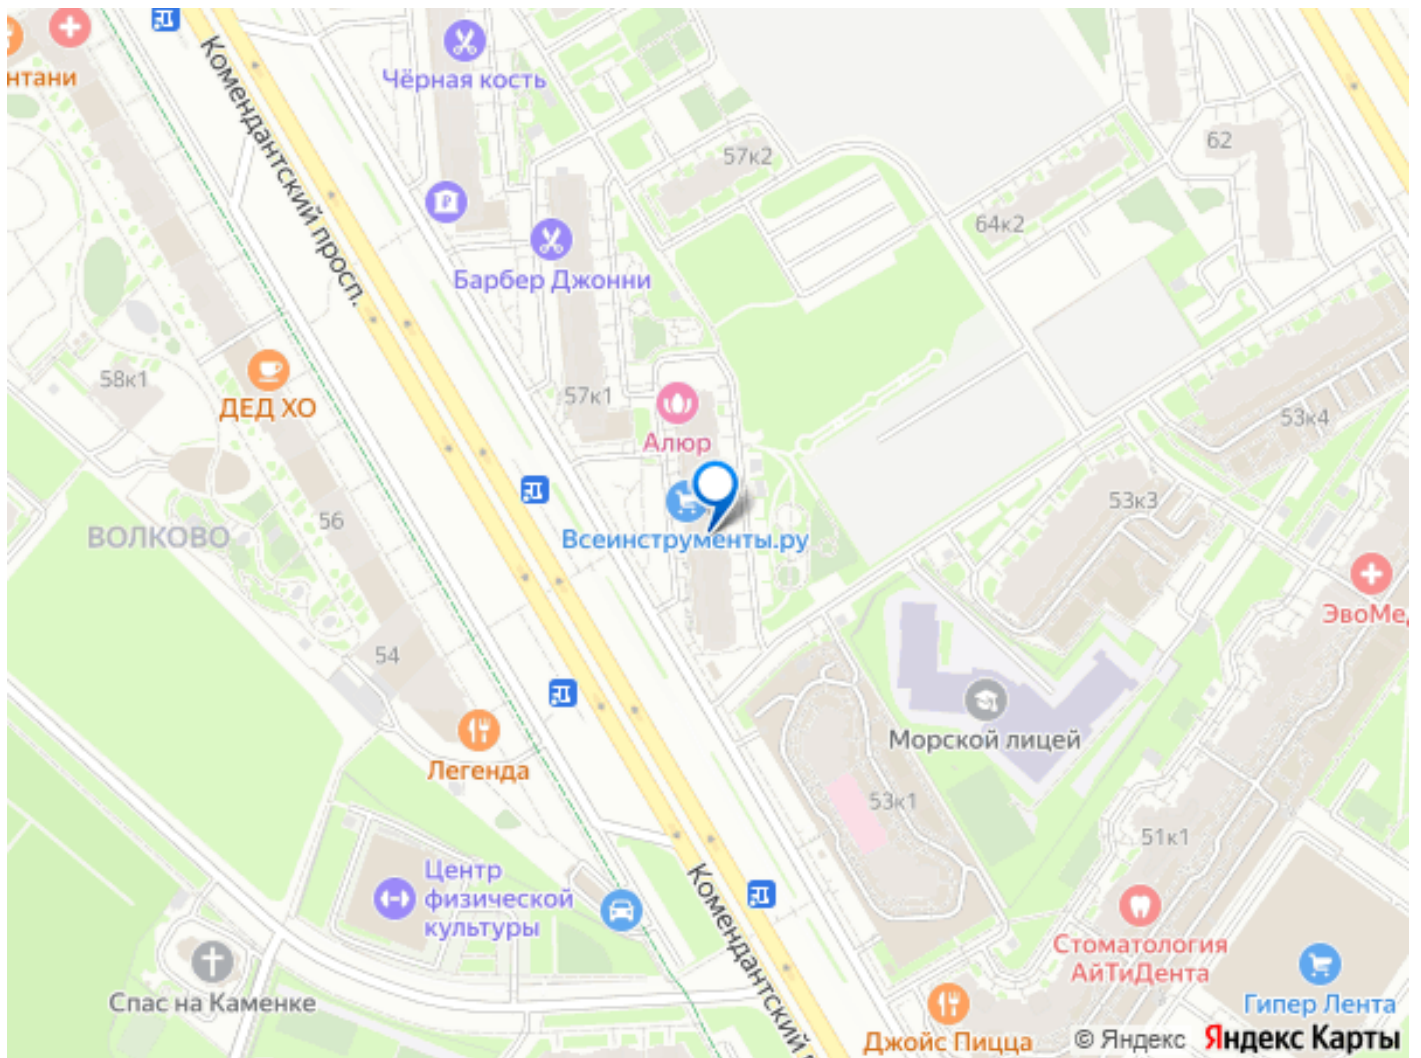 нтани
Чёрная кость
Комендантский просп.
57к2
62
64к2
Барбер Джонни
58к1
ДЕД ХО
57к1
Алюр
53к4
53к3
56
ВОЛКОВО
Всеинструменты.ру
ЭвоМед
54
Морской лицей
Легенда
53к1
51к1
Центр
физической
культуры
Комендантский
Стоматология
АйТиДента
Спас на Каменке
Гипер Лента
Джойс Пицца
© Яндекс Яндекс Карты